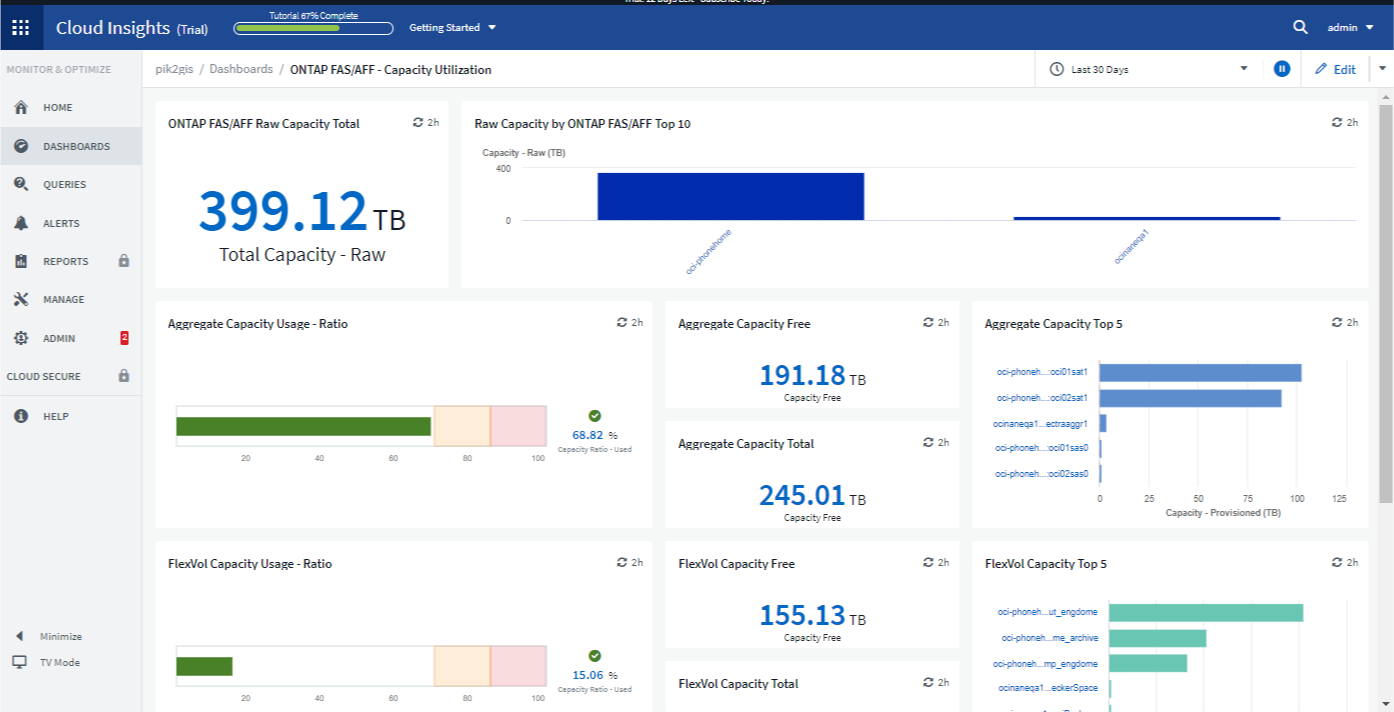 Cloud Insights (Trial)
Tutorial 67% Complete
Getting Started
admin
MONITOR & OPTIMIZE
HOME
DASHBOARDS
QUERIES
ALERTS
REPORTS
MANAGE
ADMIN
2
CLOUD SECURE
HELP
Minimize
TV Mode
pik2gis / Dashboards / ONTAP FAS/AFF - Capacity Utilization
Last 30 Days
Edit
ONTAP FAS/AFF Raw Capacity Total
2h
399.12 TB
Total Capacity - Raw
Raw Capacity by ONTAP FAS/AFF Top 10
2h
Capacity - Raw (TB)
400
0
oci-phonehome
ocinaneqa1
Aggregate Capacity Usage - Ratio
2h
68.82 %
Capacity Ratio - Used
20 40 60 80 100
Aggregate Capacity Free
2h
191.18 TB
Capacity Free
Aggregate Capacity Total
2h
245.01 TB
Capacity Free
Aggregate Capacity Top 5
2h
oci-phoneh...:oci01sat1
oci-phoneh...:oci02sat1
ocinaneqa1...ectraaggr1
oci-phoneh...:oci01sas0
oci-phoneh...:oci02sas0
0 25 50 75 100 125
Capacity - Provisioned (TB)
FlexVol Capacity Usage - Ratio
2h
15.06 %
Capacity Ratio - Used
20 40 60 80 100
FlexVol Capacity Free
2h
155.13 TB
Capacity Free
FlexVol Capacity Total
2h
FlexVol Capacity Top 5
2h
oci-phoneh...ut_engdome
oci-phoneh...me_archive
oci-phoneh...mp_engdome
ocinaneqa1...eckerSpace